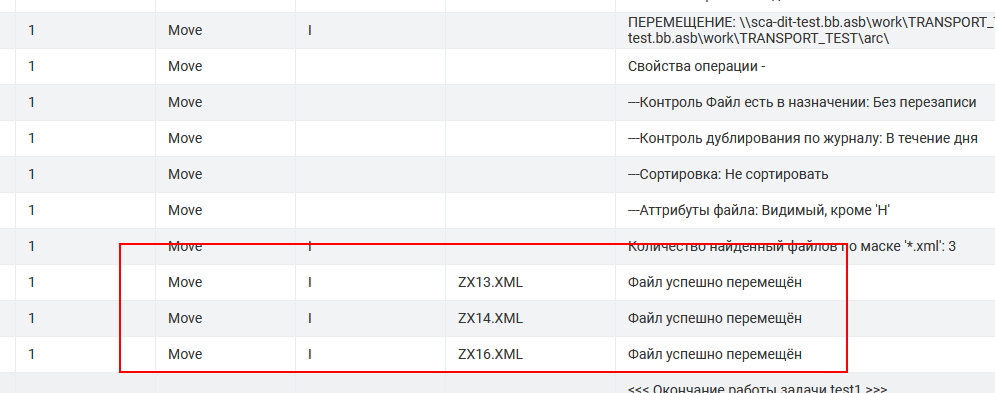 1 Move I ПЕРЕМЕЩЕНИЕ: \\sca-dit-test.bb.asb\work\TRANSPORT_
test.bb.asb\work\TRANSPORT_TEST\arc\
1 Move Свойства операции -
1 Move ---Контроль Файл есть в назначении: Без перезаписи
1 Move ---Контроль дублирования по журналу: В течение дня
1 Move ---Сортировка: Не сортировать
1 Move ---Аттрибуты файла: Видимый, кроме 'H'
1 Move I Количество найденный файлов по маске '*.xml': 3
1 Move I ZX13.XML Файл успешно перемещён
1 Move I ZX14.XML Файл успешно перемещён
1 Move I ZX16.XML Файл успешно перемещён
<<< Окончание работы задачи test1 >>>